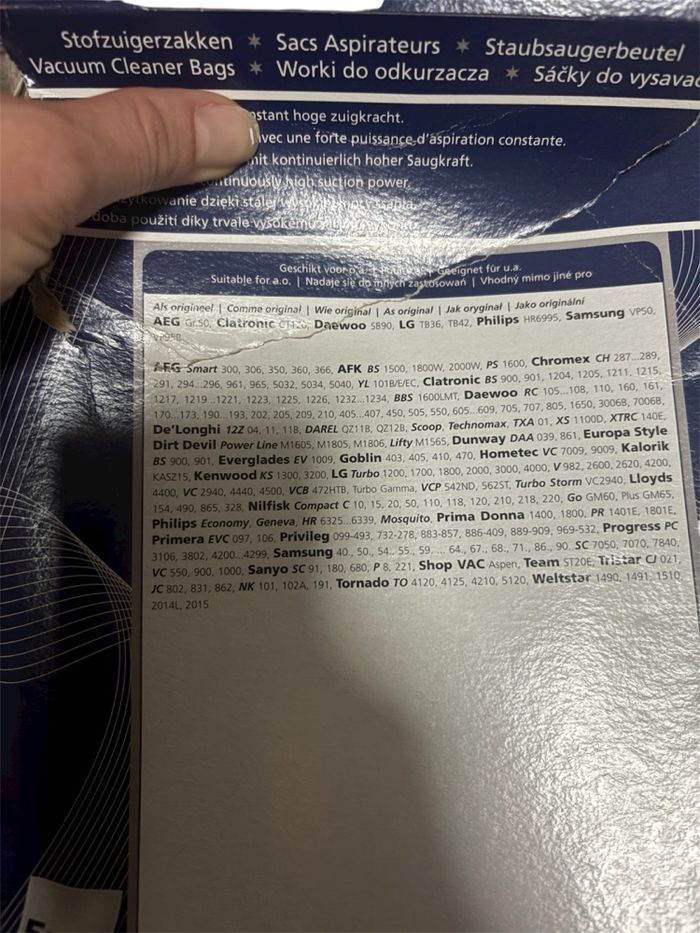 Stofzuigerzakken * Sacs Aspirateurs * Staubsaugerbeutel
Vacuum Cleaner Bags * Worki do odkurzacza * Sáčky do
hoge zuigkracht.
avec une forte puissance d'aspiration constante.
mit kontinuierlich hoher Saugkraft.
continuously high suction power.
dzięki stałej
doba použití díky trvale vysokému
Geschikt voor o.a. | | Geeignet für u.a.
Suitable for a.o. | Nadaje się do innych zastosowań | Vhodný mimo jiné pro
Als origineel | Comme original | Wie original | As original | Jak oryginał | Jako originální
AEG Gr.50, Clatronic CT120, Daewoo SB90, LG TB36, TB42, Philips HR6995, Samsung VP50,
AEG Smart 300, 306, 350, 360, 366, AFK BS 1500, 1800W, 2000W, PS 1600, Chromex CH 287...289,
291, 294...296, 961, 965, 5032, 5034, 5040, YL 101B/E/EC, Clatronic BS 900, 901, 1204, 1205, 1211, 1215,
1217, 1219...1221, 1223, 1225, 1226, 1232...1234, BBS 1600LMT, Daewoo RC 105...108, 110, 160, 161,
170...173, 190...193, 202, 205, 209, 210, 405...407, 450, 505, 550, 605...609, 705, 707, 805, 1650, 3006B, 7006B,
De'Longhi 12Z 04, 11, 11B, DAREL QZ11B, QZ12B, Scoop, Technomax, TXA 01, XS 1100D, XTRC 140E,
Dirt Devil Power Line M1605, M1805, M1806, Lifty M1565, Dunway DAA 039, 861, Europa Style
BS 900, 901, Everglades EV 1009, Goblin 403, 405, 410, 470, Hometec VC 7009, 9009, Kalorik
KASZ15, Kenwood KS 1300, 3200, LG Turbo 1200, 1700, 1800, 2000, 3000, 4000, V 982, 2600, 2620, 4200,
4400, VC 2940, 4440, 4500, VCB 472HTB, Turbo Gamma, VCP 542ND, 562ST, Turbo Storm VC2940, Lloyds
154, 490, 865, 328, Nilfisk Compact C 10, 15, 20, 50, 110, 118, 120, 210, 218, 220, Go GM60, Plus GM65,
Philips Economy, Geneva, HR 6325...6339, Mosquito, Prima Donna 1400, 1800, PR 1401E, 1801E,
Primera EVC 097, 106, Privileg 099-493, 732-278, 883-857, 886-409, 889-909, 969-532, Progress PC
3106, 3802, 4200...4299, Samsung 40., 50., 54., 55., 59. ... 64., 67., 68., 71., 86., 90. SC 7050, 7070, 7840,
VC 550, 900, 1000, Sanyo SC 91, 180, 680, P 8, 221, Shop VAC Aspen, Team ST20E, Tristar CJ 021,
JC 802, 831, 862, NK 101, 102A, 191, Tornado TO 4120, 4125, 4210, 5120, Weltstar 1490, 1491, 1510,
2014L, 2015